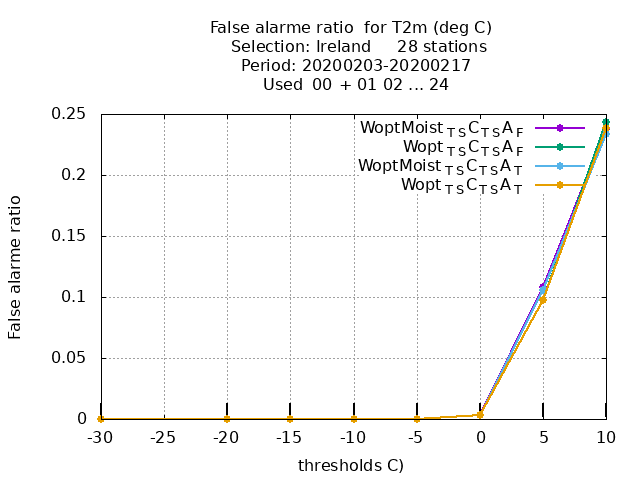 False alarme ratio  for T2m (deg C)
Selection: Ireland     28 stations
Period: 20200203-20200217
Used  00 + 01 02 ... 24
0.25
0.2
0.15
0.1
0.05
0
False alarme ratio
WoptMoist TS C TS A F
Wopt TS C TS A F
WoptMoist TS C TS A T
Wopt TS C TS A T
-30 -25 -20 -15 -10 -5 0 5 10
thresholds C)